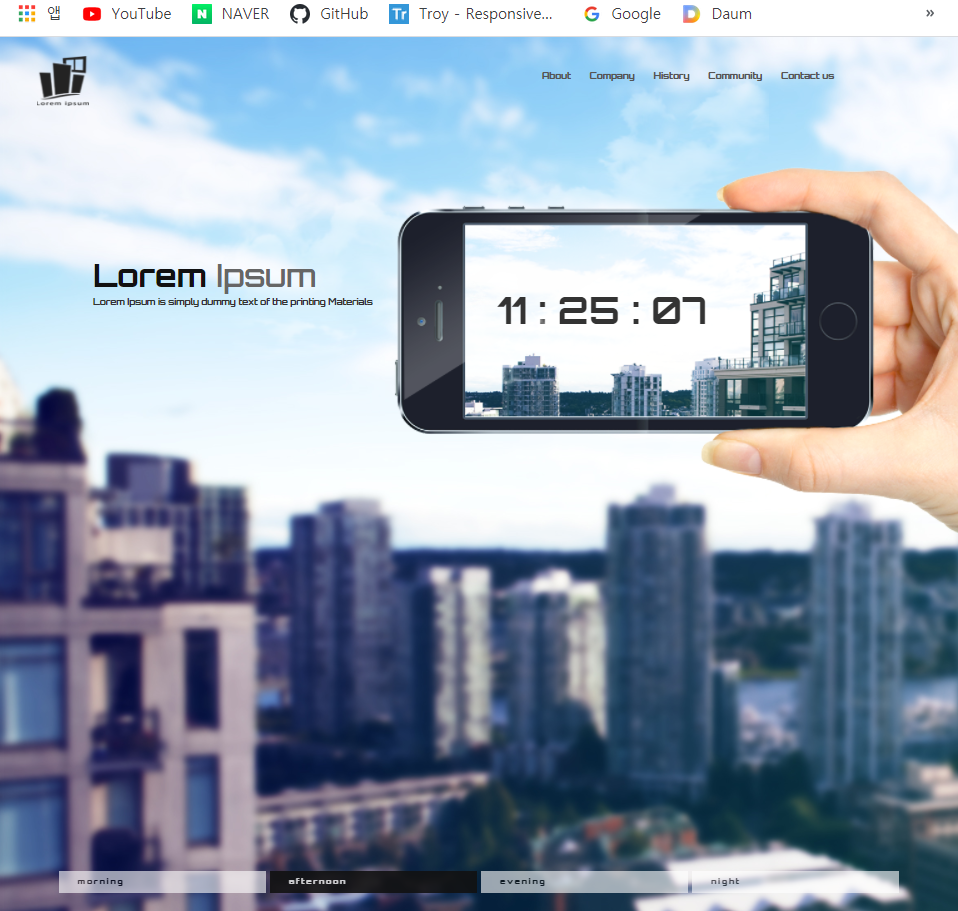 앱 YouTube NAVER GitHub Troy - Responsive... Google Daum »
Lorem Ipsum
About Company History Community Contact us
Lorem Ipsum
Lorem Ipsum is simply dummy text of the printing Materials
11 : 25 : 07
morning afternoon evening night